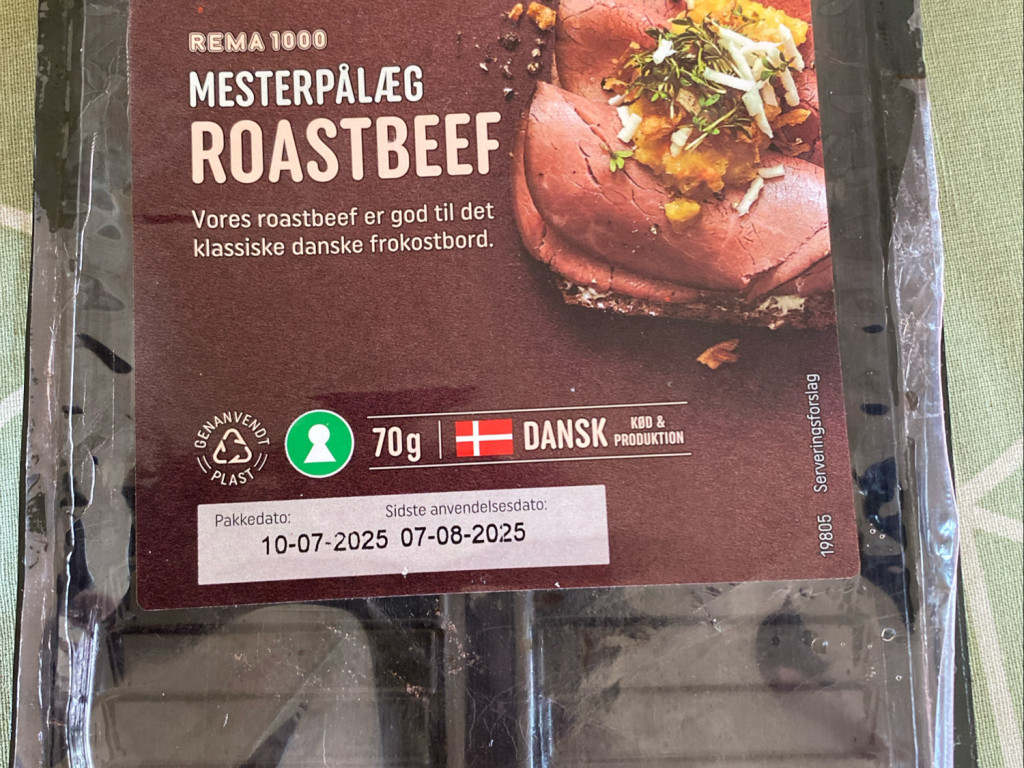 REMA 1000
MESTERPÅLÆG
ROASTBEEF
Vores roastbeef er god til det
klassiske danske frokostbord.
GENANVENDT
PLAST
70g
DANSK
KØD &
PRODUKTION
Serveringsforslag
19805
Pakkedato:
Sidste anvendelsesdato:
10-07-2025 07-08-2025